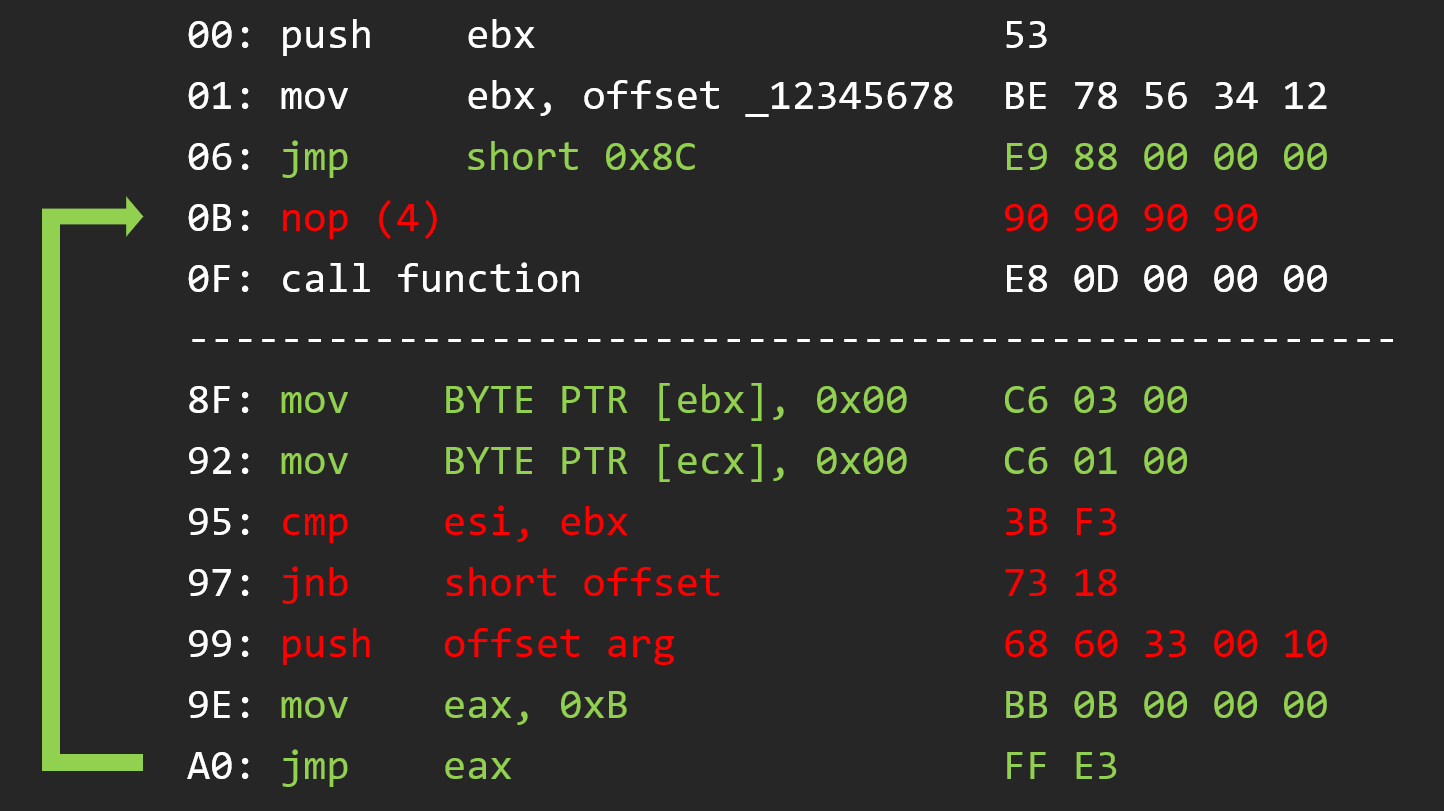 00: push ebx 53
01: mov ebx, offset _12345678 BE 78 56 34 12
06: jmp short 0x8C E9 88 00 00 00
0B: nop (4) 90 90 90 90
0F: call function E8 0D 00 00 00
----------------------------------------------------
8F: mov BYTE PTR [ebx], 0x00 C6 03 00
92: mov BYTE PTR [ecx], 0x00 C6 01 00
95: cmp esi, ebx 3B F3
97: jnb short offset 73 18
99: push offset arg 68 60 33 00 10
9E: mov eax, 0xB BB 0B 00 00 00
A0: jmp eax FF E3